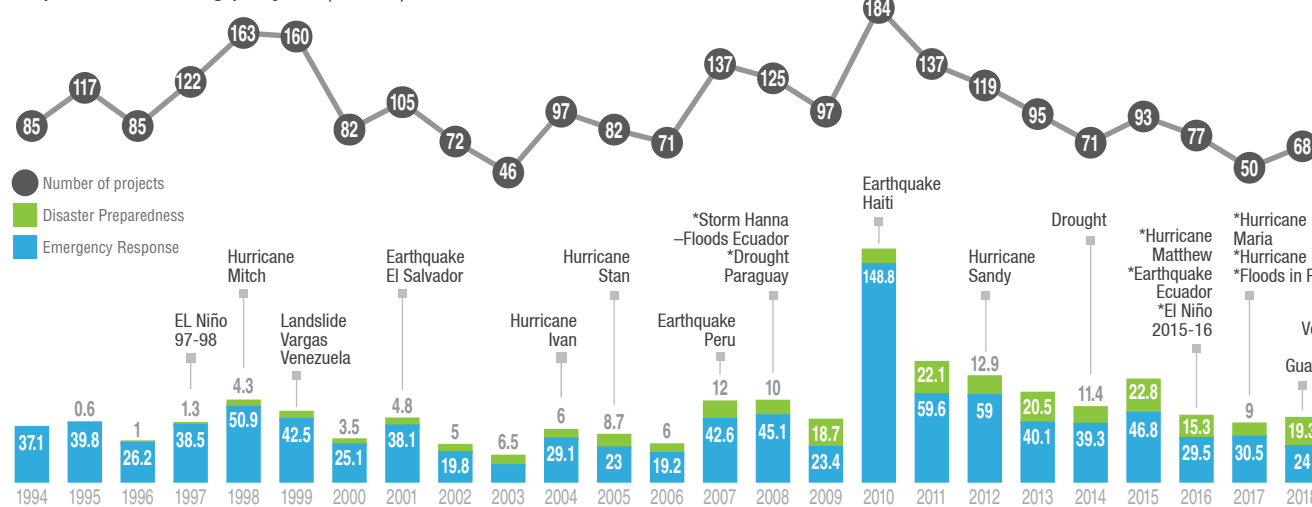 184
163
160
137
137
122
125
117
119
105
97
97
95
93
85
85
82
82
77
72
71
71
68
46
50
Number of projects
Disaster Preparedness
Emergency Response
EL Niño
97-98
Hurricane
Mitch
Landslide
Vargas
Venezuela
Earthquake
El Salvador
Hurricane
Ivan
Hurricane
Stan
Earthquake
Peru
*Storm Hanna
–Floods Ecuador
*Drought
Paraguay
Earthquake
Haiti
Hurricane
Sandy
Drought
*Hurricane
Matthew
*Earthquake
Ecuador
*El Niño
2015-16
*Hurricane
Maria
*Hurricane
*Floods in
0.6
1
1.3
4.3
3.5
4.8
5
6.5
6
8.7
6
12
10
18.7
22.1
12.9
20.5
11.4
22.8
15.3
9
19.3
37.1
39.8
26.2
38.5
50.9
42.5
25.1
38.1
19.8
29.1
23
19.2
42.6
45.1
23.4
148.8
59.6
59
40.1
39.3
46.8
29.5
30.5
24
1994 1995 1996 1997 1998 1999 2000 2001 2002 2003 2004 2005 2006 2007 2008 2009 2010 2011 2012 2013 2014 2015 2016 2017 2018